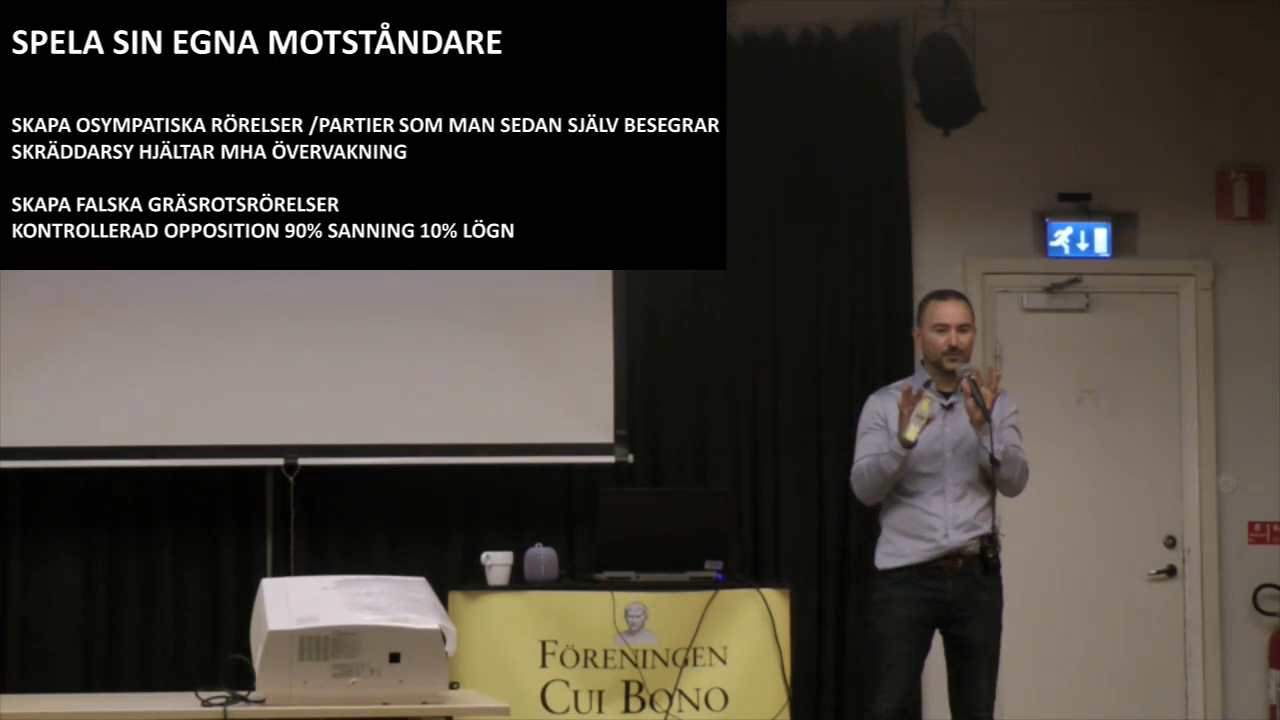 SPELA SIN EGNA MOTSTÅNDARE
SKAPA OSYMPATISKA RÖRELSER /PARTIER SOM MAN SEDAN SJÄLV BESEGRAR
SKRÄDDARSY HJÄLTAR MHA ÖVERVAKNING
SKAPA FALSKA GRÄSROTSRÖRELSER
KONTROLLERAD OPPOSITION 90% SANNING 10% LÖGN
FÖRENINGEN
CUI BONO